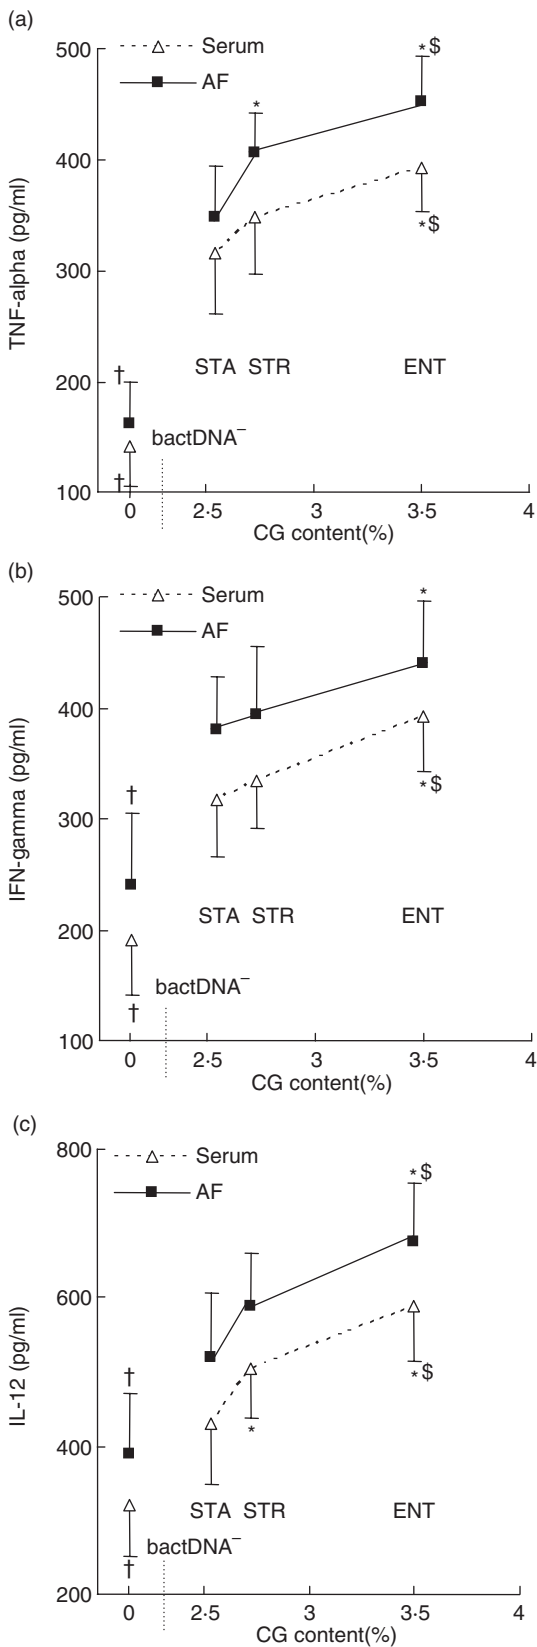 (a)
500
Serum
*$
AF
*
400
*$
300
TNF-alpha (pg/ml)
STA STR ENT
†
200
bactDNA−
†
100
0 2·5 3 3·5 4
CG content(%)
(b)
500
Serum
*
AF
400
*$
†
300
IFN-gamma (pg/ml)
STA STR ENT
200
bactDNA−
†
100
0 2·5 3 3·5 4
CG content(%)
(c)
800
Serum
*$
AF
600
IL-12 (pg/ml)
†
*$
*
400
STA STR ENT
bactDNA−
†
200
0 2·5 3 3·5 4
CG content(%)